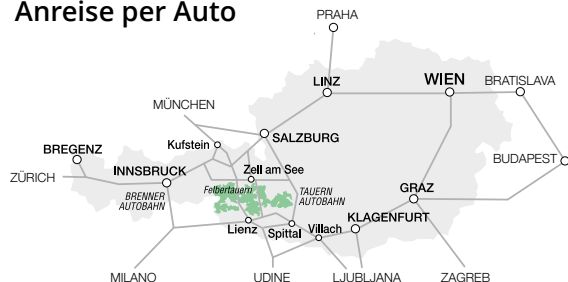 Anreise per Auto
PRAHA
LINZ
WIEN
BRATISLAVA
MÜNCHEN
SALZBURG
Kufstein
BREGENZ
BUDAPEST
ZÜRICH
INNSBRUCK
Zell am See
Felbertauern
BRENNER
AUTOBAHN
TAUERN
AUTOBAHN
GRAZ
KLAGENFURT
Lienz
Spittal
Villach
MILANO
UDINE
LJUBLJANA
ZAGREB